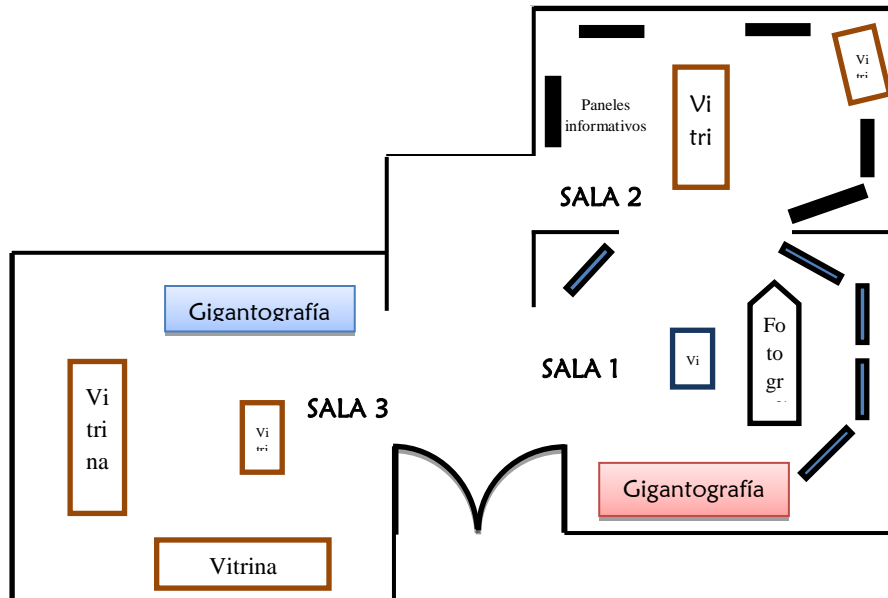 Vi
Vi
tri
Paneles
informativos
SALA 2
Gigantografía
Fo
to
gr
Vi
SALA 1
Vi
tri
na
SALA 3
Vi
Gigantografía
Vitrina